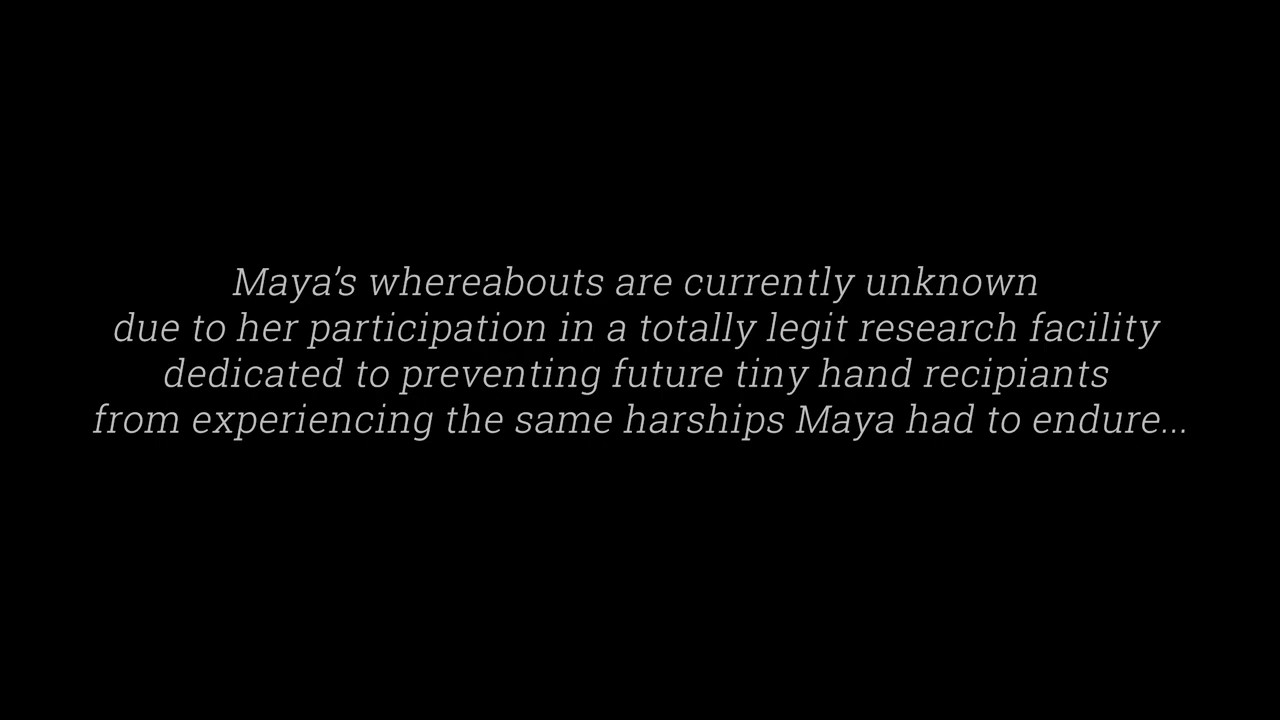 Maya's whereabouts are currently unknown
due to her participation in a totally legit research facility
dedicated to preventing future tiny hand recipiants
from experiencing the same harships Maya had to endure...